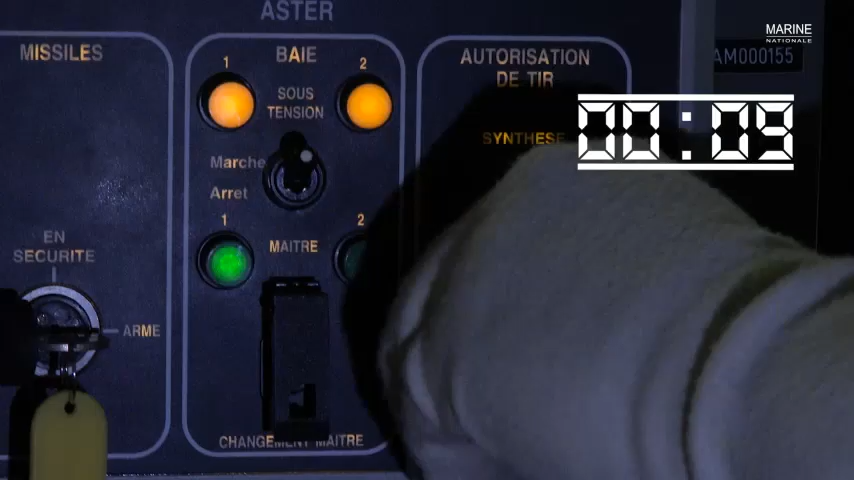 ASTER
MARINE
NATIONALE
AM000155
MISSILES
BAIE
1
2
SOUS
TENSION
Marche
Arret
1
MAITRE
2
CHANGEMENT MAITRE
AUTORISATION
DE TIR
SYNTHESE
00:09
EN
SECURITE
ARME